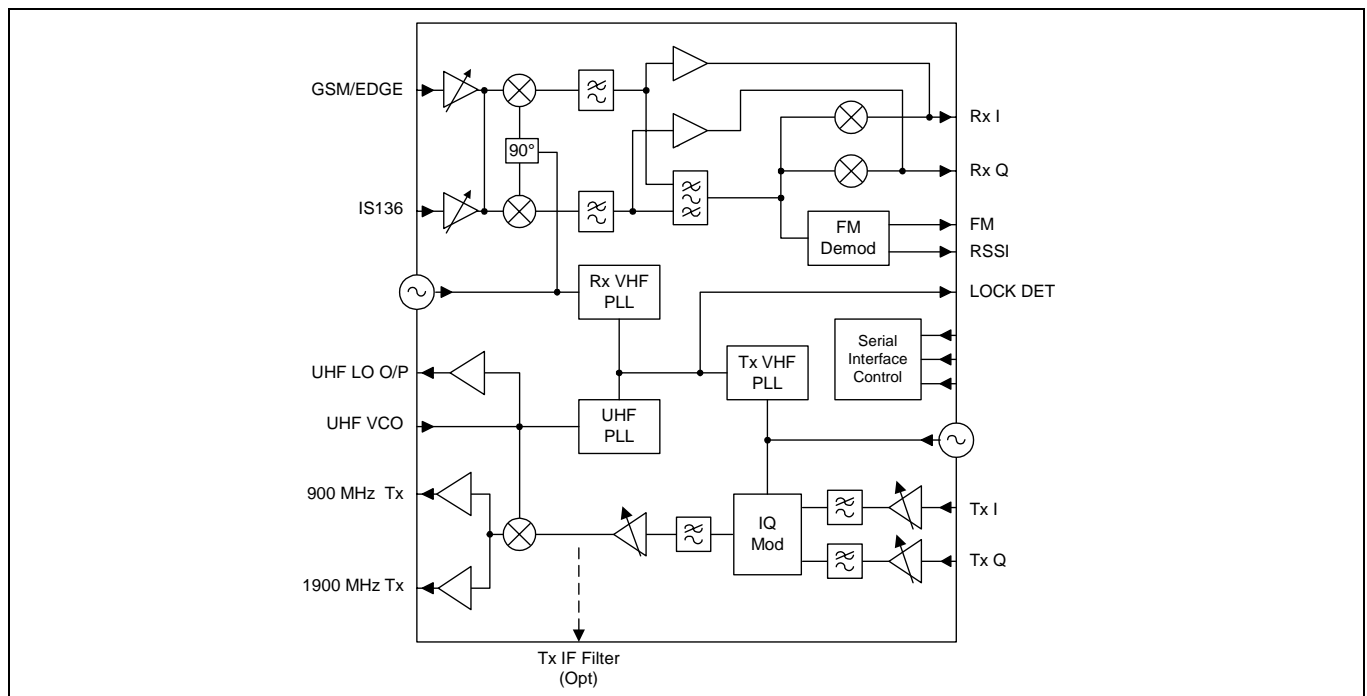 GSM/EDGE
90°
IS136
Rx I
Rx Q
FM
Demod
FM
RSSI
Rx VHF
PLL
LOCK DET
Serial
Interface
Control
Tx VHF
PLL
UHF LO O/P
UHF VCO
UHF
PLL
900 MHz Tx
1900 MHz Tx
IQ
Mod
Tx I
Tx Q
Tx IF Filter
(Opt)